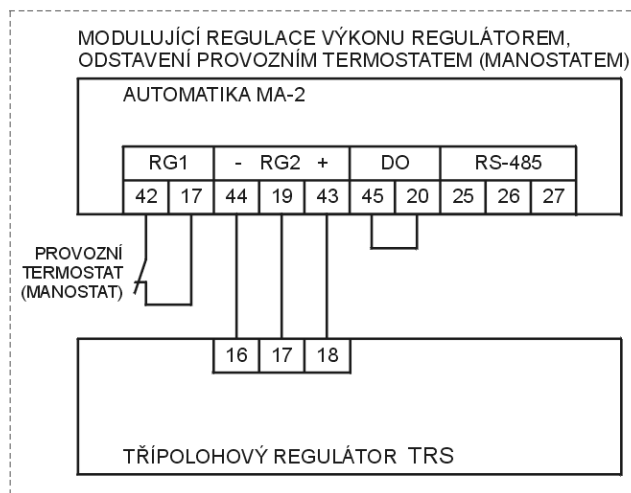 MODULUJÍCÍ REGULACE VÝKONU REGULÁTOREM,
ODSTAVENÍ PROVOZNÍM TERMOSTATEM (MANOSTATEM)
AUTOMATIKA MA-2
RG1 - RG2 + DO RS-485
42 17 44 19 43 45 20 25 26 27
PROVOZNÍ
TERMOSTAT
(MANOSTAT)
16 17 18
TŘÍPOLOHOVÝ REGULÁTOR TRS